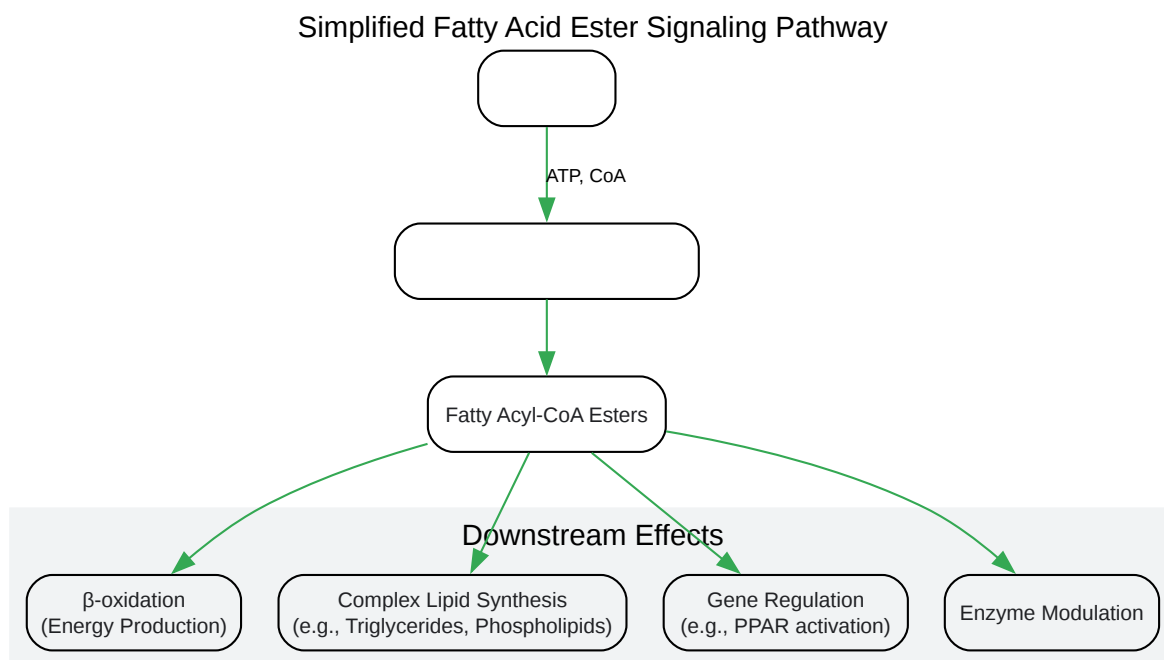 Simplified Fatty Acid Ester Signaling Pathway
ATP, CoA
Fatty Acyl-CoA Esters
Downstream Effects
β-oxidation
(Energy Production)
Complex Lipid Synthesis
(e.g., Triglycerides, Phospholipids)
Gene Regulation
(e.g., PPAR activation)
Enzyme Modulation